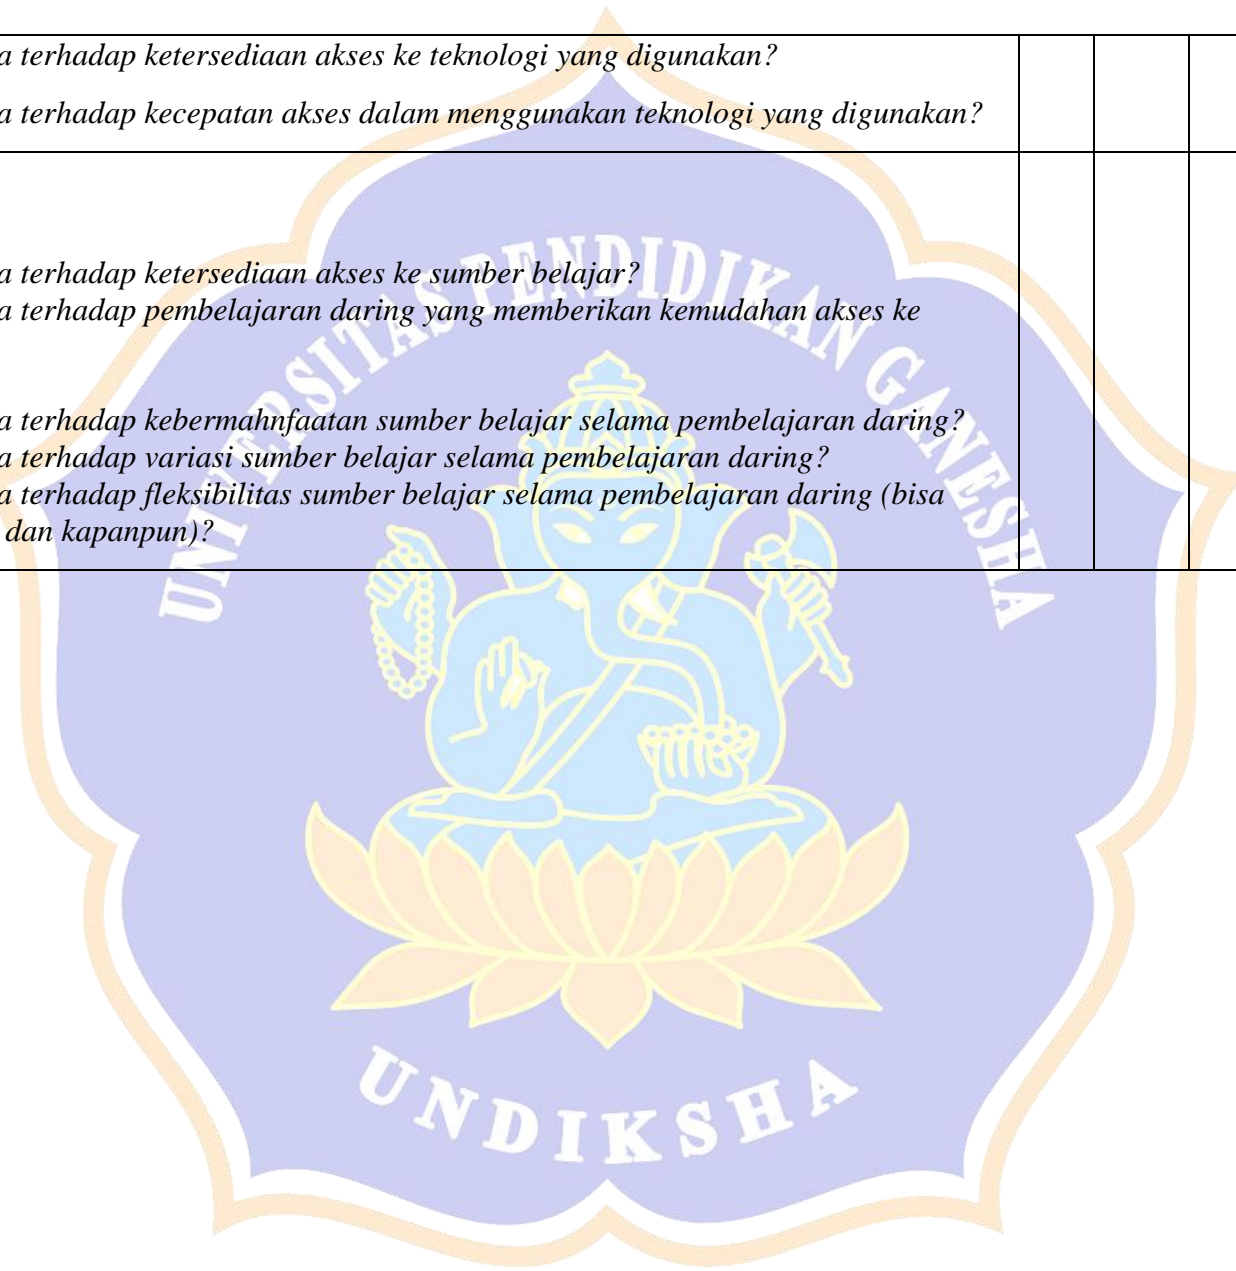 a terhadap ketersediaan akses ke teknologi yang digunakan?
a terhadap kecepatan akses dalam menggunakan teknologi yang digunakan?
a terhadap ketersediaan akses ke sumber belajar?
a terhadap pembelajaran daring yang memberikan kemudahan akses ke
a terhadap kebermahnfaatan sumber belajar selama pembelajaran daring?
a terhadap variasi sumber belajar selama pembelajaran daring?
a terhadap fleksibilitas sumber belajar selama pembelajaran daring (bisa
dan kapanpun)?
UNIVERSITAS PENDIDIKAN GANESHA
UNDIKSHA